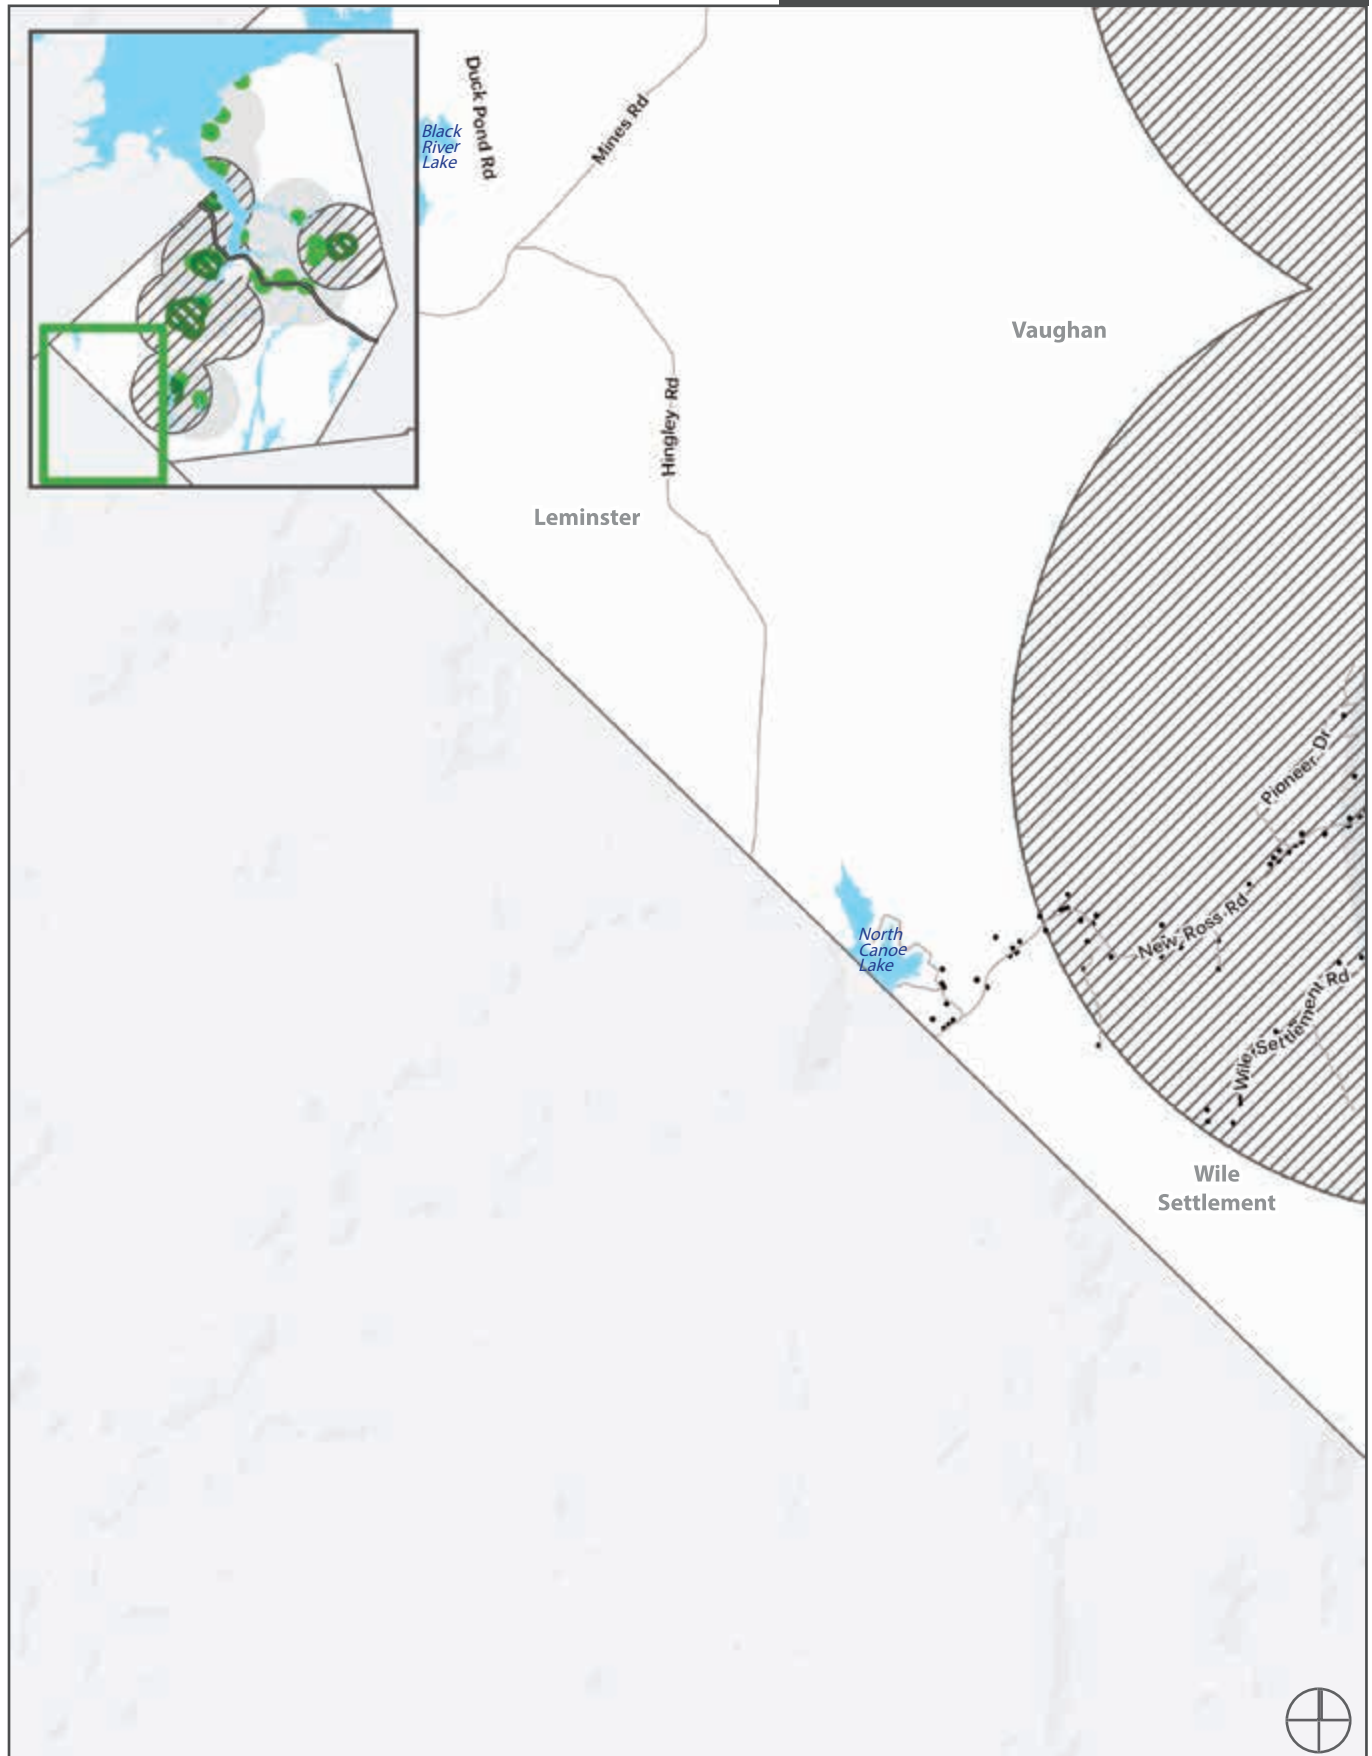 Duck Pond Rd
Black
River
Lake
Mines Rd
Vaughan
Hingley Rd
Leminster
Pioneer Dr
North
Canoe
Lake
New Ross Rd
Wile Settlement Rd
Wile
Settlement